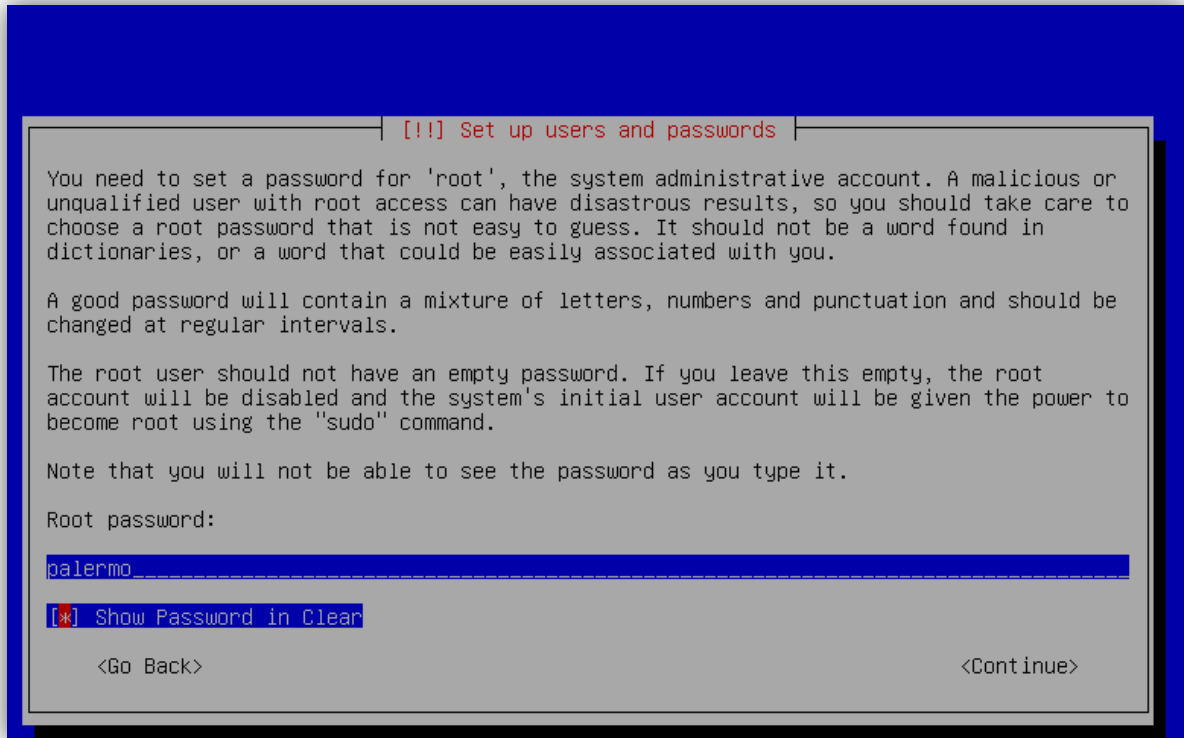 [!!] Set up users and passwords
You need to set a password for 'root', the system administrative account. A malicious or
unqualified user with root access can have disastrous results, so you should take care to
choose a root password that is not easy to guess. It should not be a word found in
dictionaries, or a word that could be easily associated with you.
A good password will contain a mixture of letters, numbers and punctuation and should be
changed at regular intervals.
The root user should not have an empty password. If you leave this empty, the root
account will be disabled and the system's initial user account will be given the power to
become root using the "sudo" command.
Note that you will not be able to see the password as you type it.
Root password:
palermo
[*] Show Password in Clear
<Go Back> <Continue>